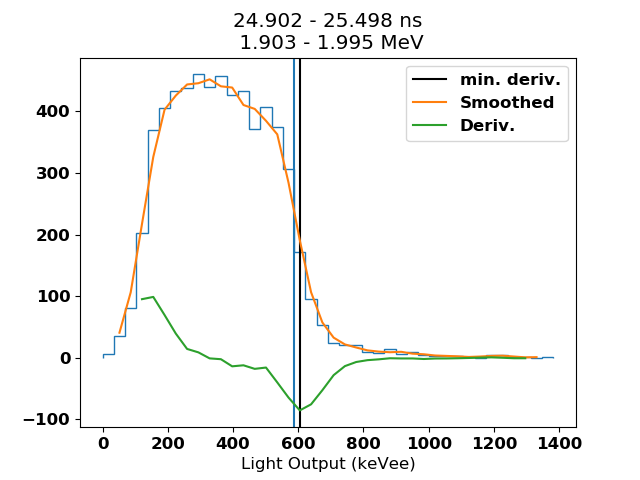 24.902 - 25.498 ns
1.903 - 1.995 MeV
min. deriv.
Smoothed
Deriv.
400
300
200
100
0
−100
0 200 400 600 800 1000 1200 1400
Light Output (keVee)